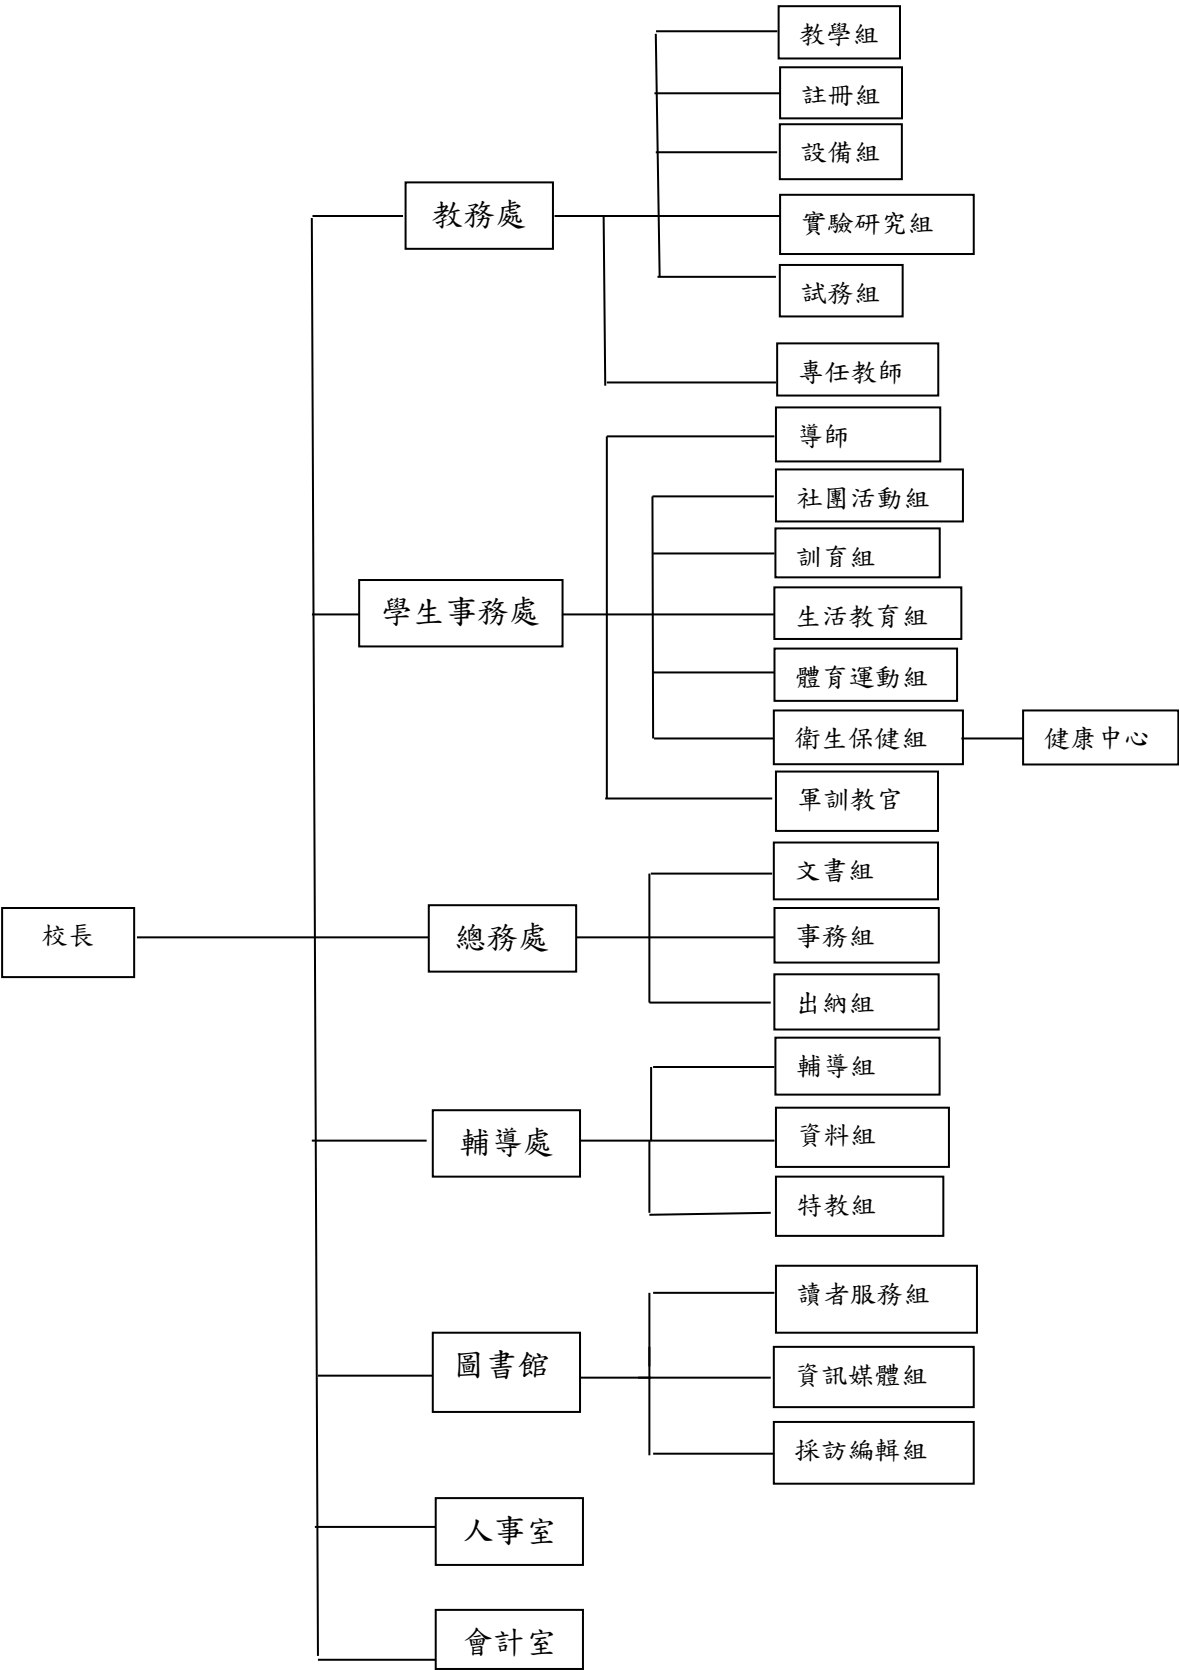 教學組
註冊組
設備組
教務處
實驗研究組
試務組
專任教師
導師
社團活動組
訓育組
學生事務處
生活教育組
體育運動組
衛生保健組
健康中心
軍訓教官
文書組
校長
總務處
事務組
出納組
輔導組
輔導處
資料組
特教組
讀者服務組
圖書館
資訊媒體組
採訪編輯組
人事室
會計室